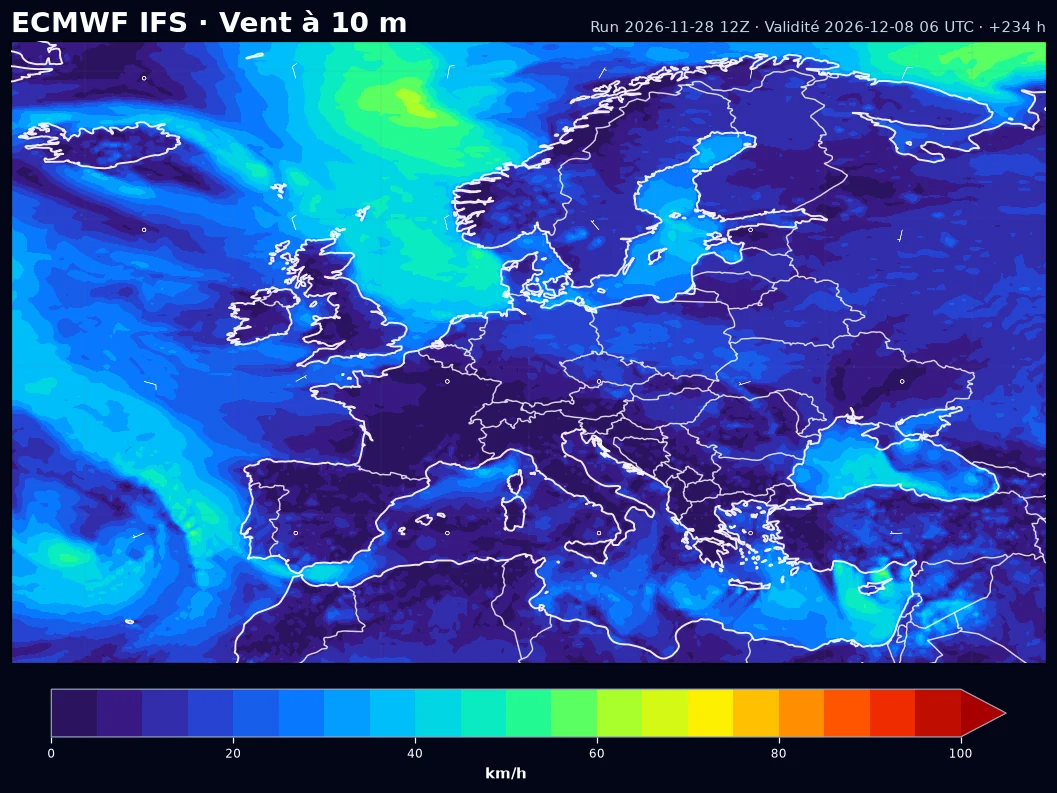 ECMWF IFS · Vent à 10 m
Run 2026-11-28 12Z · Validité 2026-12-08 06 UTC · +234 h
0 20 40 60 80 100
km/h